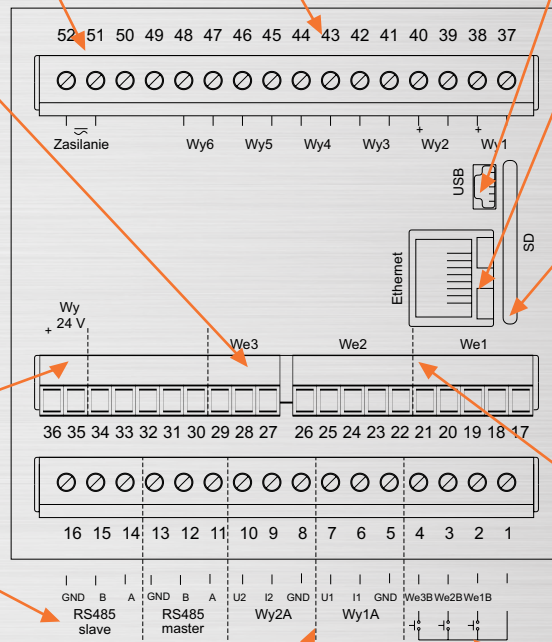 52 51 50 49 48 47 46 45 44 43 42 41 40 39 38 37
+ +
Zasilanie Wy6 Wy5 Wy4 Wy3 Wy2 Wy1
USB
SD
Ethernet
Wy
+ 24 V
We3 We2 We1
36 35 34 33 32 31 30 29 28 27 26 25 24 23 22 21 20 19 18 17
16 15 14 13 12 11 10 9 8 7 6 5 4 3 2 1
GND B A GND B A U2 I2 GND U1 I1 GND We3B We2B We1B
RS485 RS485 Wy2A Wy1A
slave master